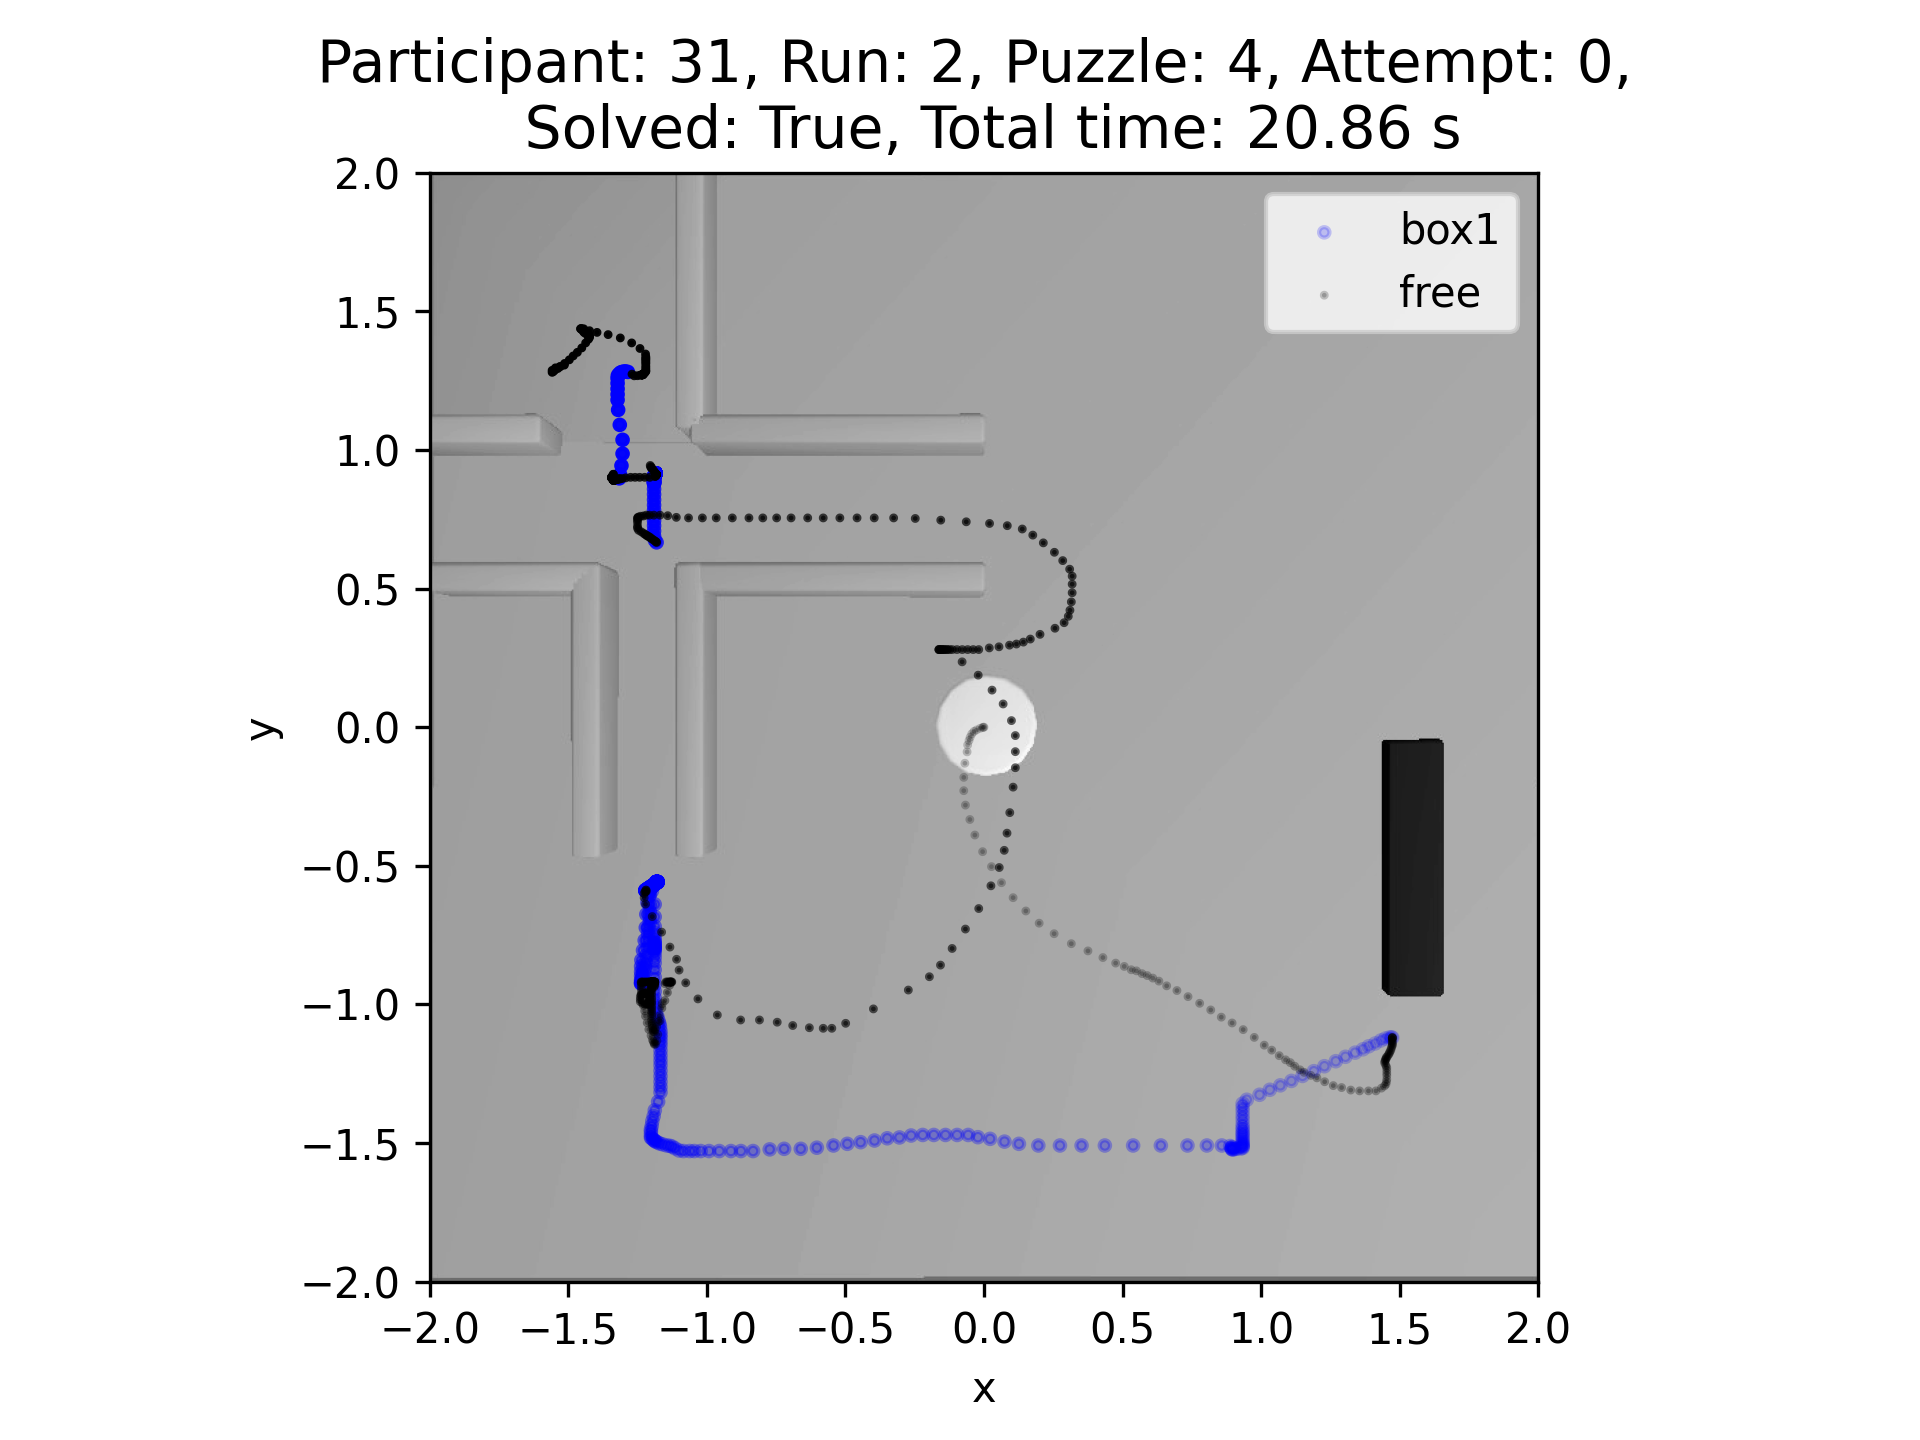 Participant: 31, Run: 2, Puzzle: 4, Attempt: 0,
Solved: True, Total time: 20.86 s
2.0
1.5
1.0
0.5
0.0
−0.5
−1.0
−1.5
−2.0
y
box1
free
−2.0 −1.5 −1.0 −0.5 0.0 0.5 1.0 1.5 2.0
x